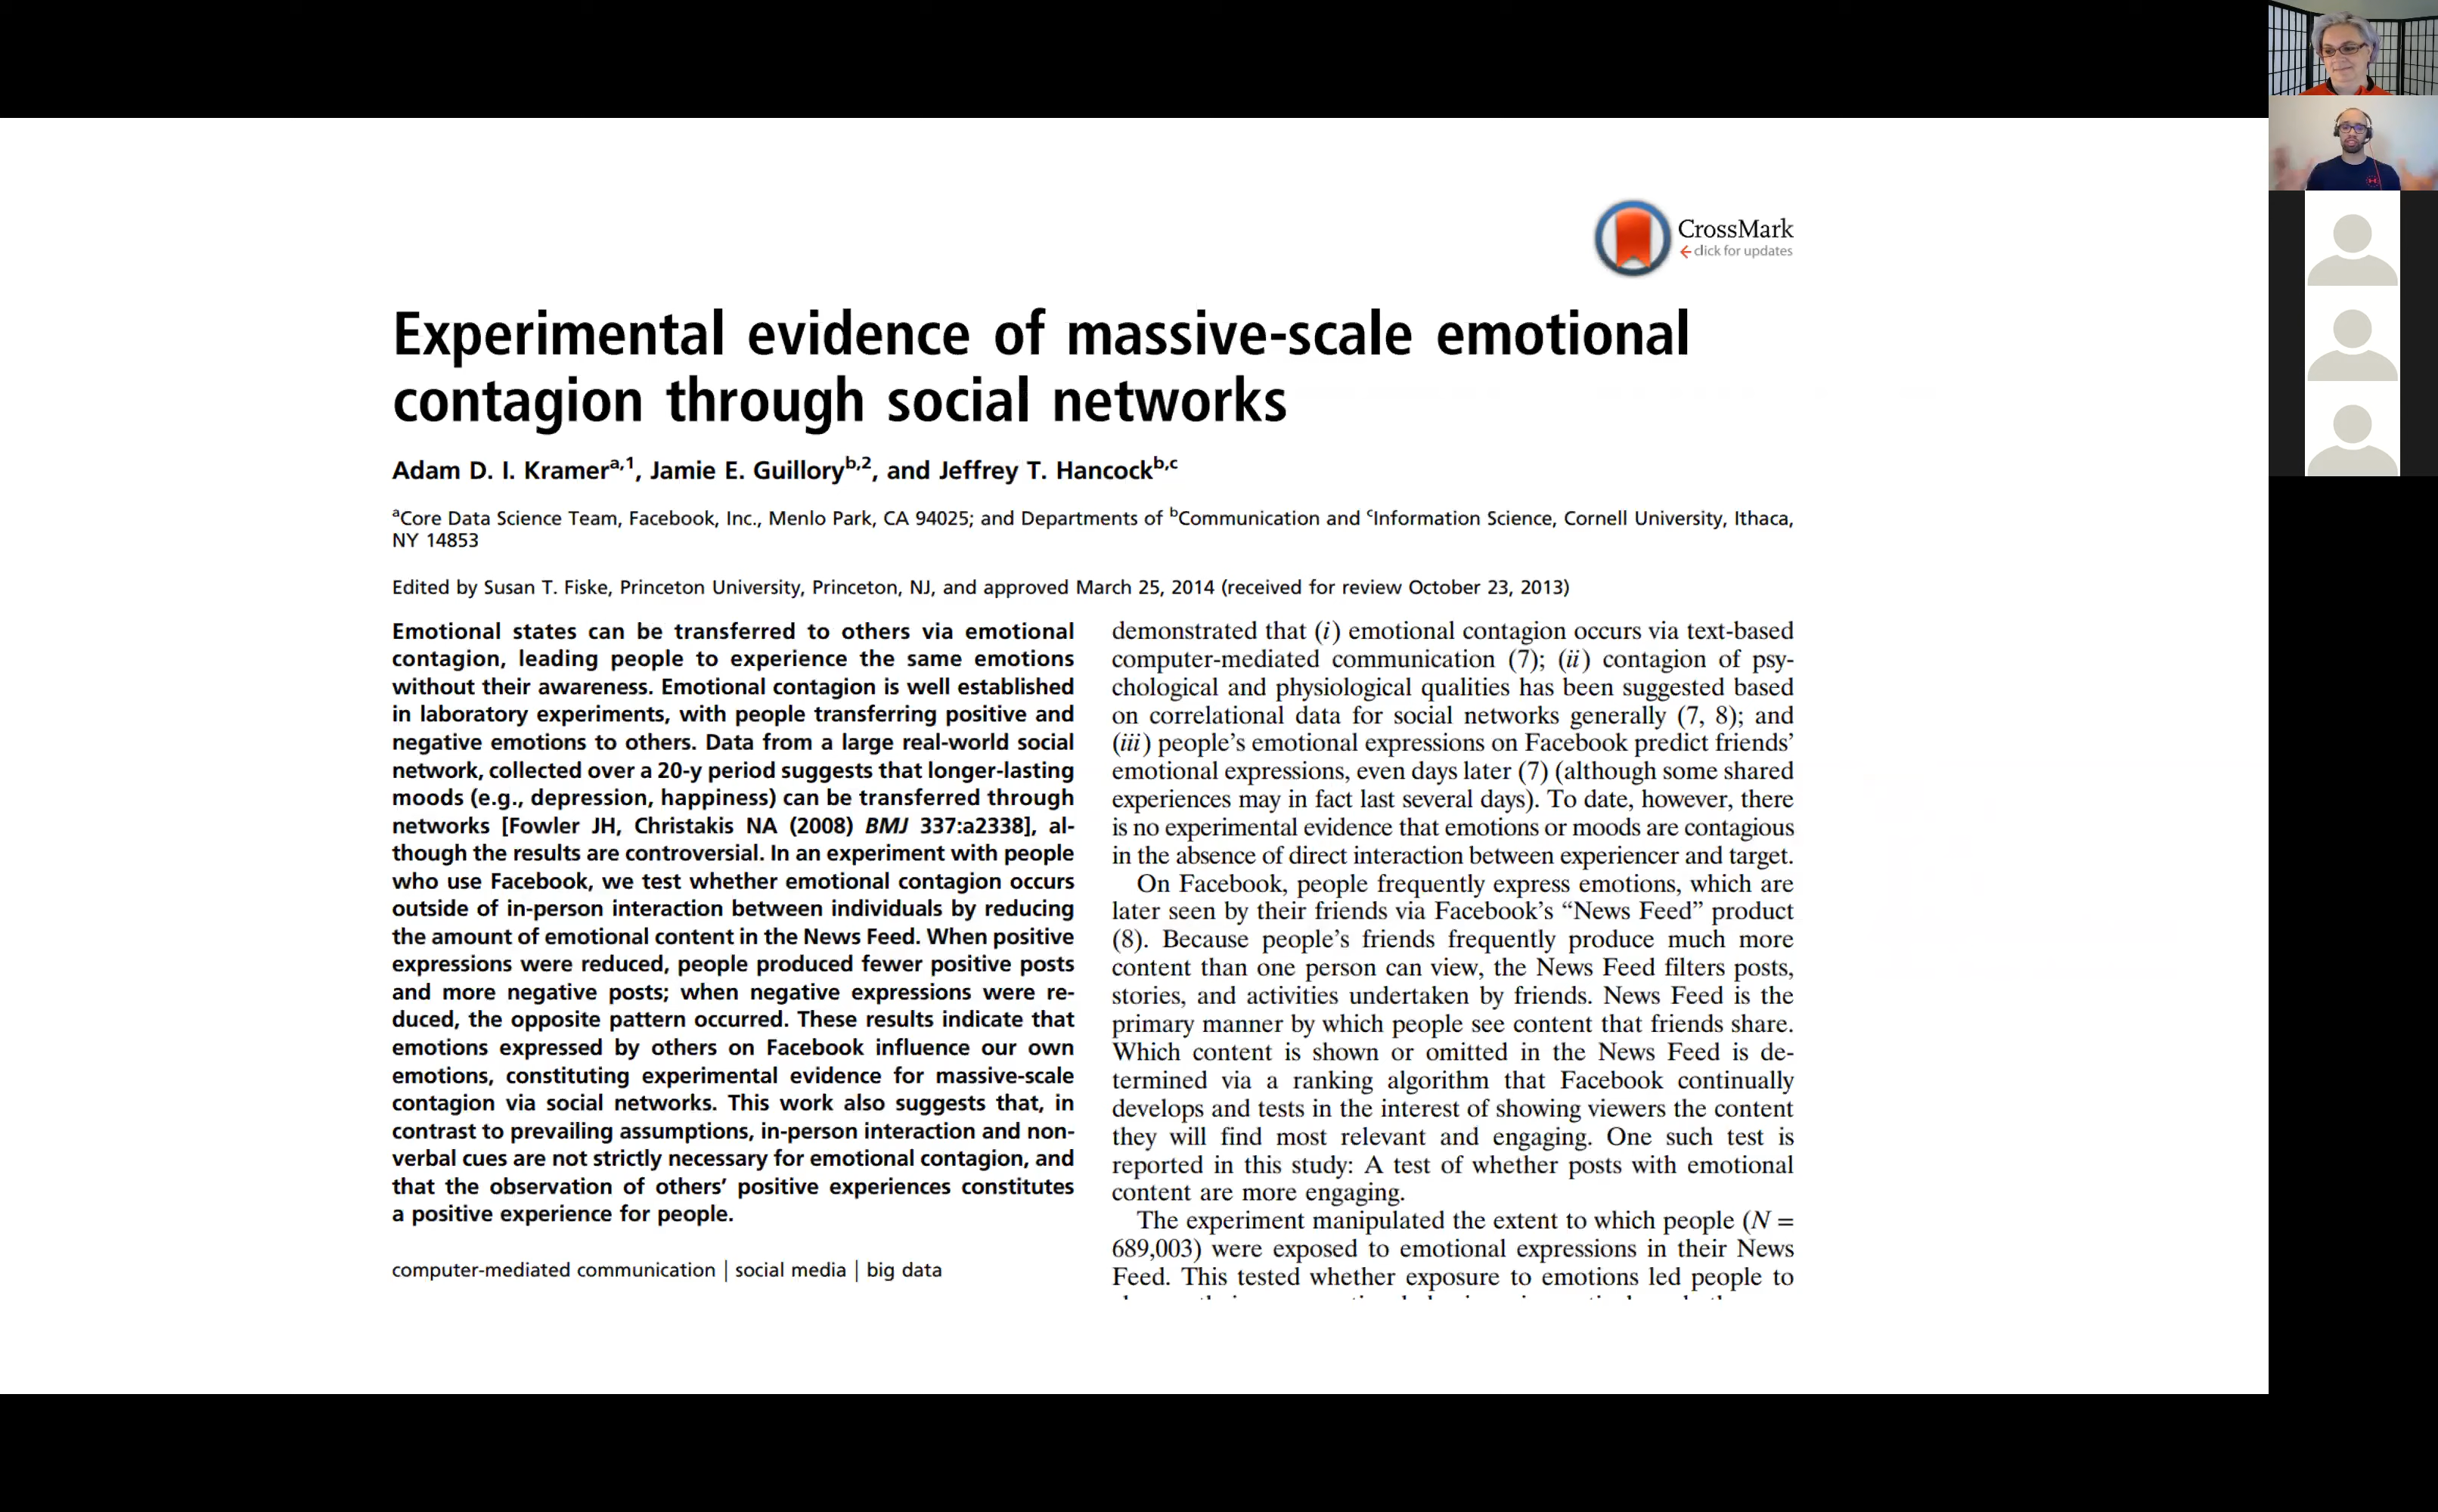 CrossMark
click for updates
Experimental evidence of massive-scale emotional
contagion through social networks
Adam D. I. Kramera,1, Jamie E. Guilloryb,2, and Jeffrey T. Hancockb,c
aCore Data Science Team, Facebook, Inc., Menlo Park, CA 94025; and Departments of bCommunication and cInformation Science, Cornell University, Ithaca,
NY 14853
Edited by Susan T. Fiske, Princeton University, Princeton, NJ, and approved March 25, 2014 (received for review October 23, 2013)
Emotional states can be transferred to others via emotional
contagion, leading people to experience the same emotions
without their awareness. Emotional contagion is well established
in laboratory experiments, with people transferring positive and
negative emotions to others. Data from a large real-world social
network, collected over a 20-y period suggests that longer-lasting
moods (e.g., depression, happiness) can be transferred through
networks [Fowler JH, Christakis NA (2008) BMJ 337:a2338], al-
though the results are controversial. In an experiment with people
who use Facebook, we test whether emotional contagion occurs
outside of in-person interaction between individuals by reducing
the amount of emotional content in the News Feed. When positive
expressions were reduced, people produced fewer positive posts
and more negative posts; when negative expressions were re-
duced, the opposite pattern occurred. These results indicate that
emotions expressed by others on Facebook influence our own
emotions, constituting experimental evidence for massive-scale
contagion via social networks. This work also suggests that, in
contrast to prevailing assumptions, in-person interaction and non-
verbal cues are not strictly necessary for emotional contagion, and
that the observation of others’ positive experiences constitutes
a positive experience for people.
computer-mediated communication | social media | big data
demonstrated that (i) emotional contagion occurs via text-based
computer-mediated communication (7); (ii) contagion of psy-
chological and physiological qualities has been suggested based
on correlational data for social networks generally (7, 8); and
(iii) people’s emotional expressions on Facebook predict friends’
emotional expressions, even days later (7) (although some shared
experiences may in fact last several days). To date, however, there
is no experimental evidence that emotions or moods are contagious
in the absence of direct interaction between experiencer and target.
On Facebook, people frequently express emotions, which are
later seen by their friends via Facebook’s “News Feed” product
(8). Because people’s friends frequently produce much more
content than one person can view, the News Feed filters posts,
stories, and activities undertaken by friends. News Feed is the
primary manner by which people see content that friends share.
Which content is shown or omitted in the News Feed is de-
termined via a ranking algorithm that Facebook continually
develops and tests in the interest of showing viewers the content
they will find most relevant and engaging. One such test is
reported in this study: A test of whether posts with emotional
content are more engaging.
The experiment manipulated the extent to which people (N =
689,003) were exposed to emotional expressions in their News
Feed. This tested whether exposure to emotions led people to